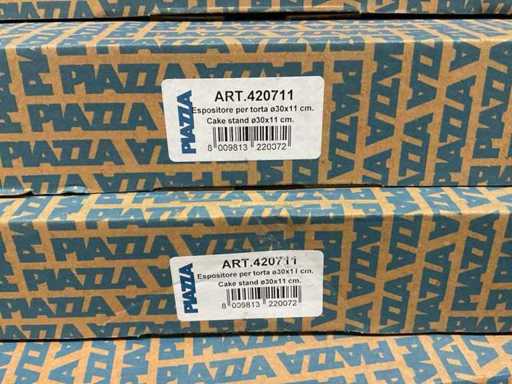 PIAZZA
ART.420711
Espositore per torta ø30x11 cm.
Cake stand ø30x11 cm.
8 009813 220072
PIAZZA
ART.420711
Espositore per torta ø30x11 cm.
Cake stand ø30x11 cm.
8 009813 220072